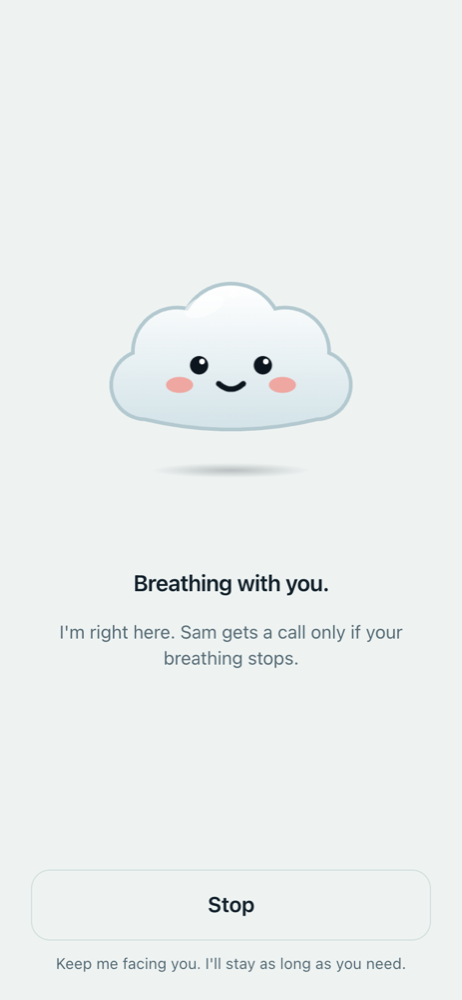 Breathing with you.
I'm right here. Sam gets a call only if your
breathing stops.
Stop
Keep me facing you. I'll stay as long as you need.